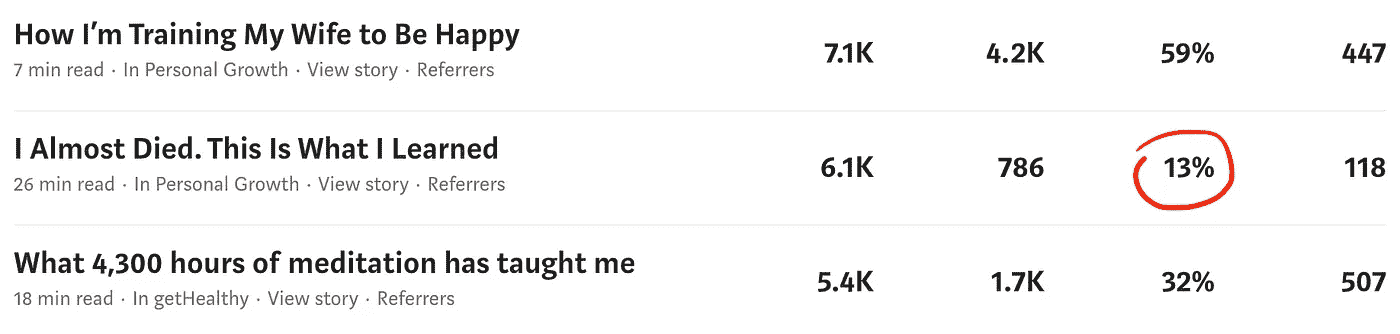 How I’m Training My Wife to Be Happy 7.1K 4.2K 59% 447
7 min read · In Personal Growth · View story · Referrers
I Almost Died. This Is What I Learned 6.1K 786 13% 118
26 min read · In Personal Growth · View story · Referrers
What 4,300 hours of meditation has taught me 5.4K 1.7K 32% 507
18 min read · In getHealthy · View story · Referrers